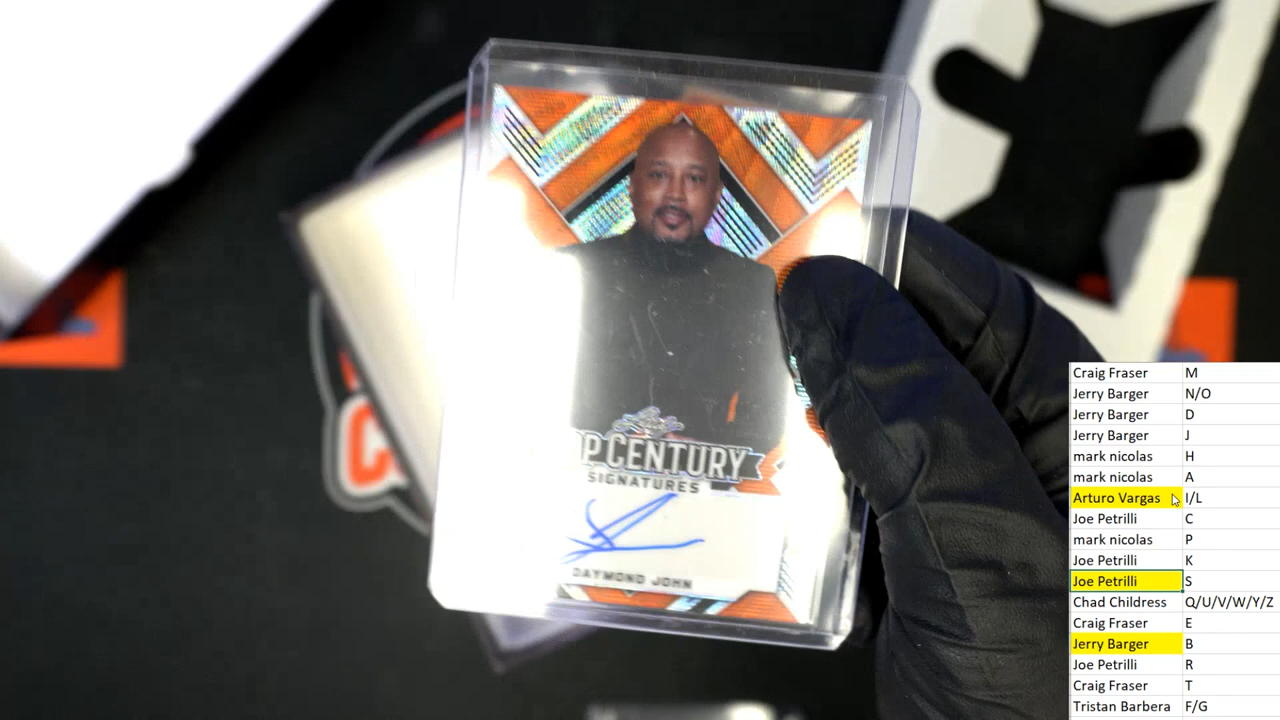 P CENTURY
SIGNATURES
DAYMOND JOHN
C
Craig Fraser M
Jerry Barger N/O
Jerry Barger D
Jerry Barger J
mark nicolas H
mark nicolas A
Arturo Vargas I/L
Joe Petrilli C
mark nicolas P
Joe Petrilli K
Joe Petrilli S
Chad Childress Q/U/V/W/Y/Z
Craig Fraser E
Jerry Barger B
Joe Petrilli R
Craig Fraser T
Tristan Barbera F/G